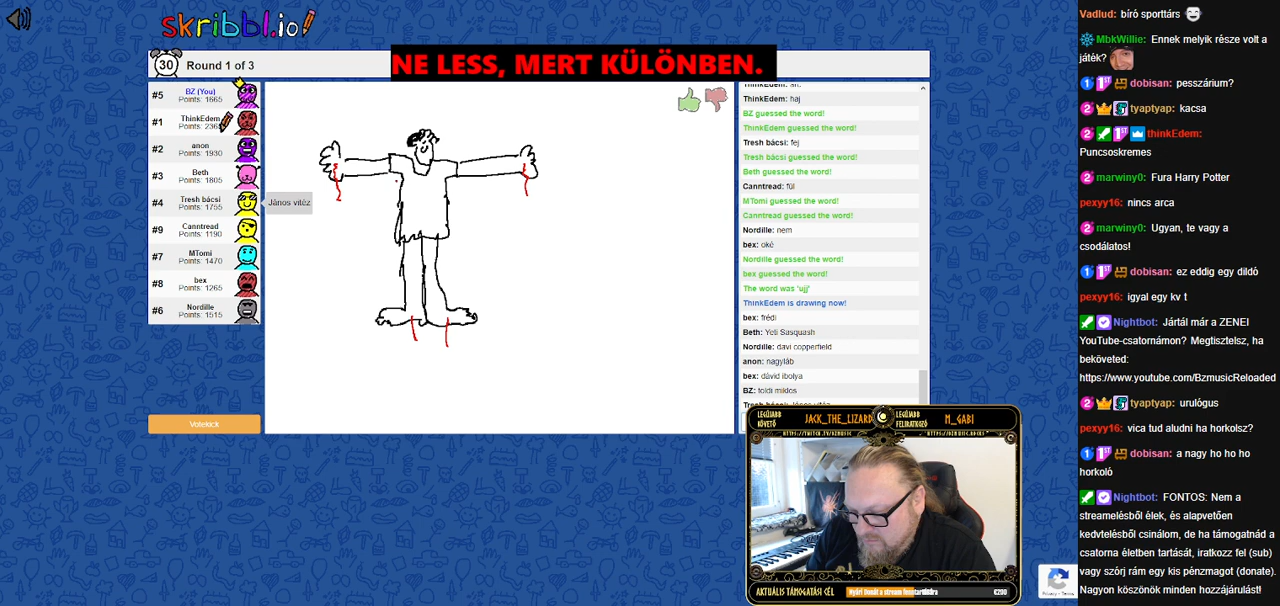 skribbl.io!
30
Round 1 of 3
NE LESS, MERT KÜLÖNBEN.
#5
BZ (You)
Points: 1665
#1
ThinkEdem
#2
anon
Points: 1930
#3
Beth
Points: 1805
#4
Tresh bácsi
Points: 1755
#9
Canntread
Points: 1190
#7
MTomi
Points: 1470
#8
bex
Points: 1265
#6
Nordille
Points: 1515
János vitéz
Votekick
ThinkEdem: haj
BZ guessed the word!
ThinkEdem guessed the word!
Tresh bácsi: fej
Tresh bácsi guessed the word!
Beth guessed the word!
Canntread: fül
MTomi guessed the word!
Canntread guessed the word!
Nordille: nem
bex: oké
Nordille guessed the word!
bex guessed the word!
The word was 'ujj'
ThinkEdem is drawing now!
bex: frédi
Beth: Yeti Sasquash
Nordille: davi copperfield
anon: nagyláb
bex: dávid ibolya
BZ: toldi miklos
LEGÚJABB KÖVETŐ
JACK_THE_LIZARD
LEGÚJABB FELIRATKOZÓ
M_GABI
AKTUÁLIS TÁMOGATÁSI CÉL
€200
Privacy - Terms
Vadlud: bíró sporttárs
MbkWillie: Ennek melyik része volt a
játék?
dobisan: pesszárium?
tyaptyap: kacsa
thinkEdem:
Puncsoskremes
marwiny0: Fura Harry Potter
pexyy16: nincs arca
marwiny0: Ugyan, te vagy a
csodálatos!
dobisan: ez eddig egy dildó
pexyy16: igyal egy kv t
Nightbot: Jártál már a ZENEI
YouTube-csatornámon? Megtisztelsz, ha
beköveted:
https://www.youtube.com/BzmusicReloaded
tyaptyap: urulógus
pexyy16: vica tud aludni ha horkolsz?
dobisan: a nagy ho ho ho
horkoló
Nightbot: FONTOS: Nem a
streamelésből élek, és alapvetően
kedvtelésből csinálom, de ha támogatnád a
csatorna életben tartását, iratkozz fel (sub)
vagy szórj rám egy kis pénzmagot (donate).
Nagyon köszönök minden hozzájárulást!